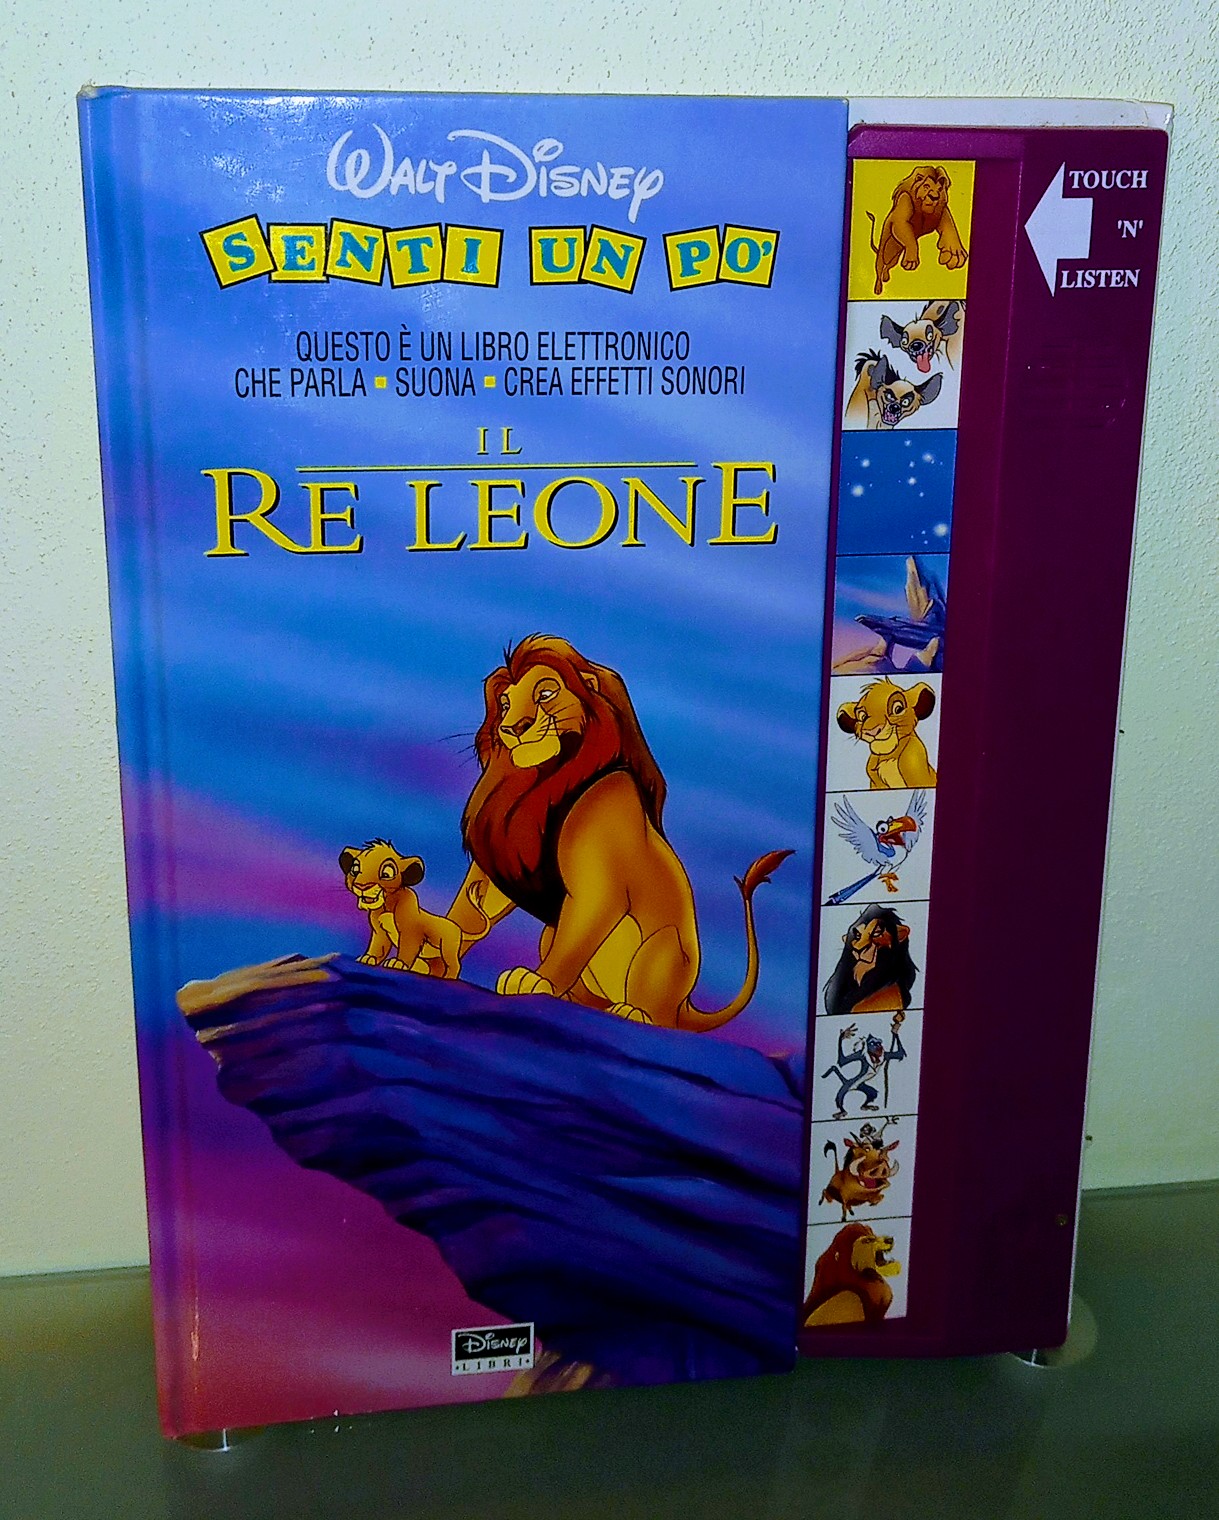 WALT DISNEY
SENTI UN PO'
QUESTO È UN LIBRO ELETTRONICO
CHE PARLA ▪ SUONA ▪ CREA EFFETTI SONORI
IL
RE LEONE
DISNEY
•LIBRI•
TOUCH
'N'
LISTEN